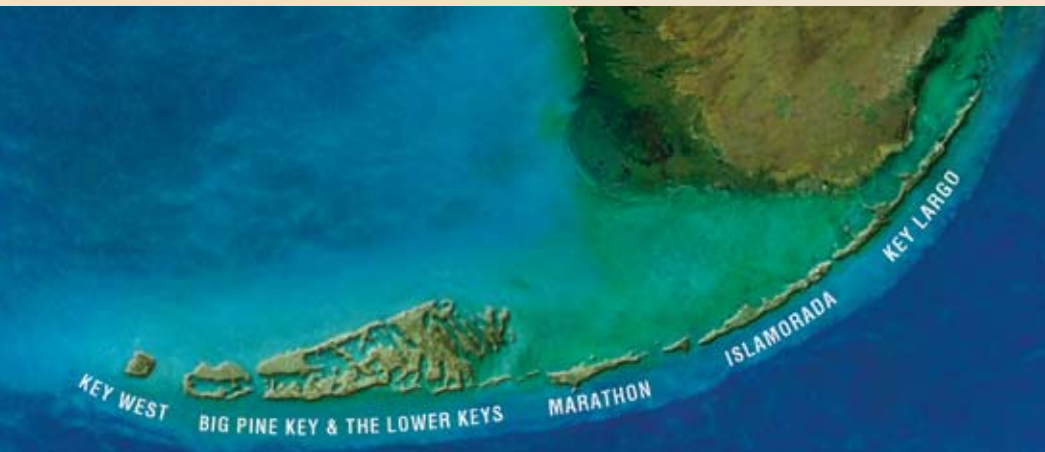 KEY WEST
BIG PINE KEY & THE LOWER KEYS
MARATHON
ISLAMORADA
KEY LARGO